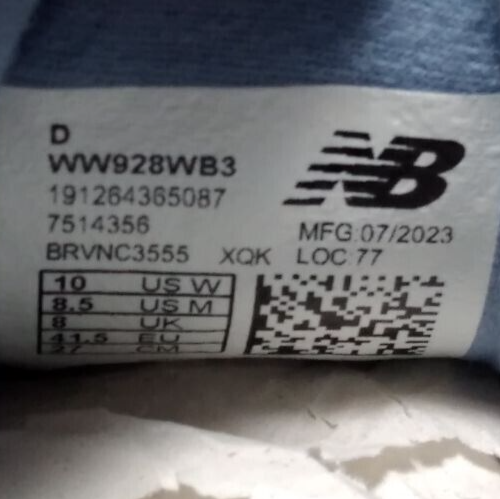 D
WW928WB3
191264365087
7514356
BRVNC3555 XQK
NB
MFG:07/2023
LOC:77
10 US W
8.5 US M
8 UK
41.5 EU
27 CM